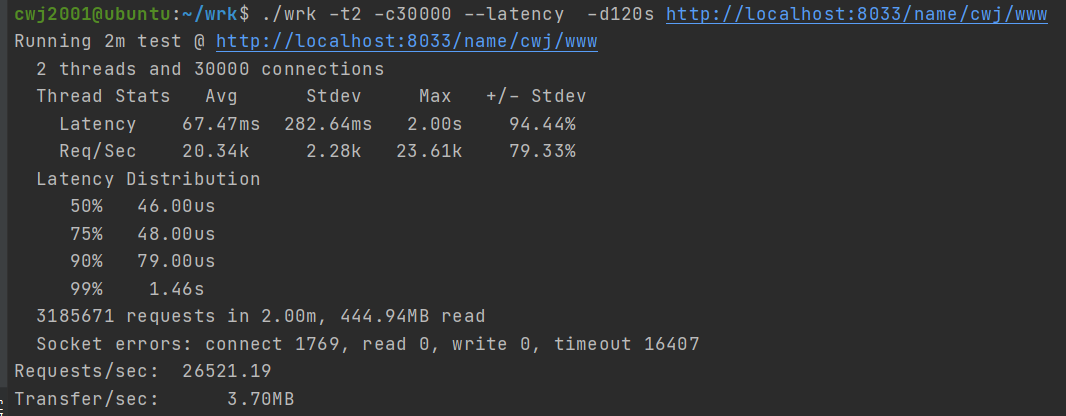 cwj2001@ubuntu:~/wrk$ ./wrk -t2 -c30000 --latency  -d120s http://localhost:8033/name/cwj/www
Running 2m test @ http://localhost:8033/name/cwj/www
  2 threads and 30000 connections
  Thread Stats   Avg      Stdev     Max   +/- Stdev
    Latency    67.47ms  282.64ms   2.00s    94.44%
    Req/Sec    20.34k     2.28k   23.61k    79.33%
  Latency Distribution
     50%   46.00us
     75%   48.00us
     90%   79.00us
     99%    1.46s
  3185671 requests in 2.00m, 444.94MB read
  Socket errors: connect 1769, read 0, write 0, timeout 16407
Requests/sec:  26521.19
Transfer/sec:      3.70MB